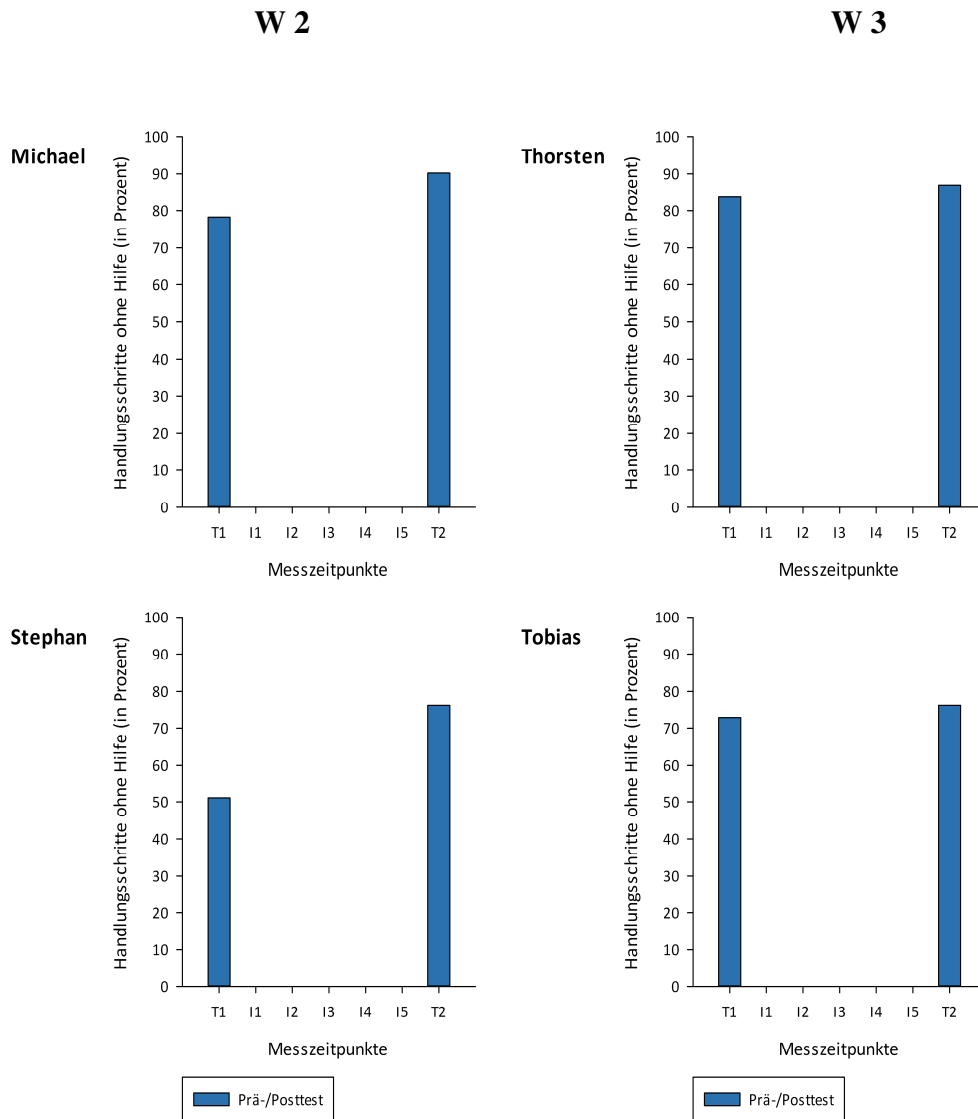 W 2
W 3
Michael
Handlungsschritte ohne Hilfe (in Prozent)
100
90
80
70
60
50
40
30
20
10
0
T1 I1 I2 I3 I4 I5 T2
Messzeitpunkte
Thorsten
Handlungsschritte ohne Hilfe (in Prozent)
100
90
80
70
60
50
40
30
20
10
0
T1 I1 I2 I3 I4 I5 T2
Messzeitpunkte
Stephan
Handlungsschritte ohne Hilfe (in Prozent)
100
90
80
70
60
50
40
30
20
10
0
T1 I1 I2 I3 I4 I5 T2
Messzeitpunkte
Prä-/Posttest
Tobias
Handlungsschritte ohne Hilfe (in Prozent)
100
90
80
70
60
50
40
30
20
10
0
T1 I1 I2 I3 I4 I5 T2
Messzeitpunkte
Prä-/Posttest